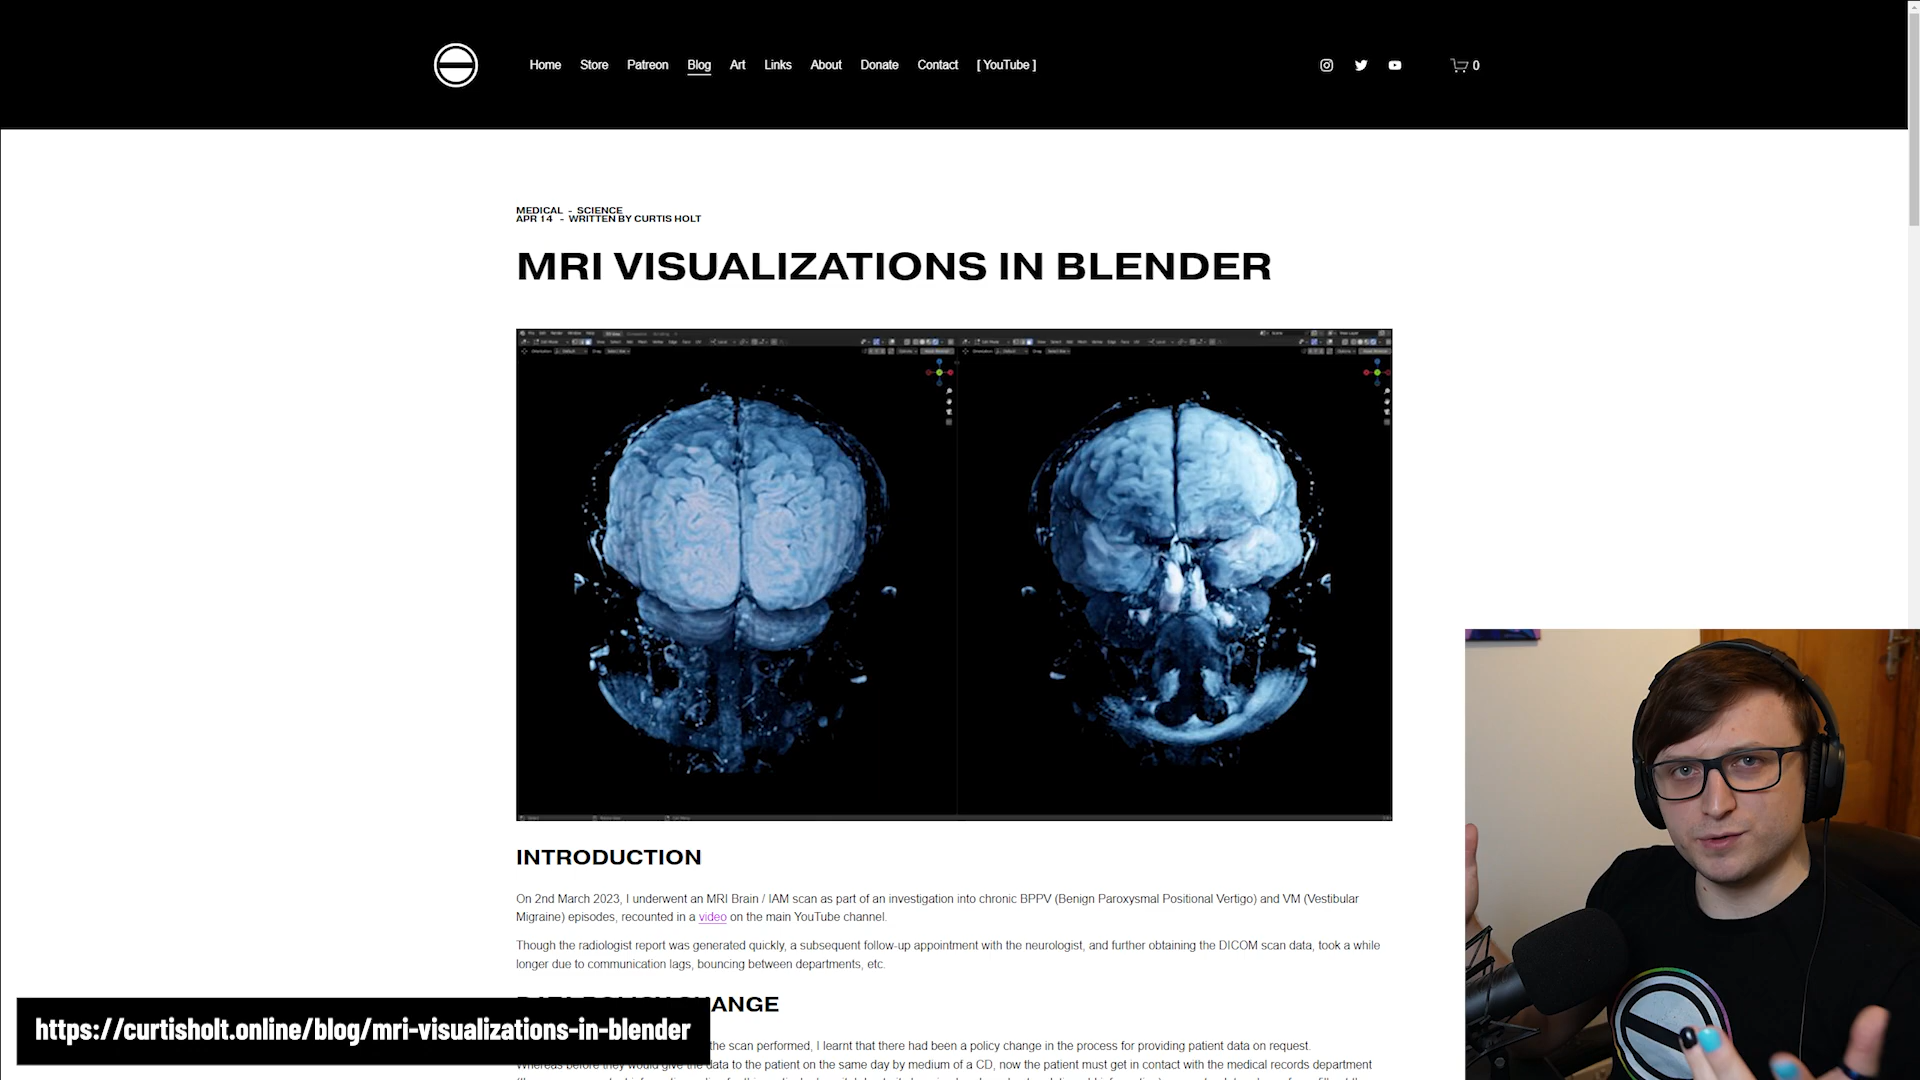 Home Store Patreon Blog Art Links About Donate Contact [ YouTube ] 0
MEDICAL - SCIENCE
APR 14 - WRITTEN BY CURTIS HOLT
MRI VISUALIZATIONS IN BLENDER
INTRODUCTION
On 2nd March 2023, I underwent an MRI Brain / IAM scan as part of an investigation into chronic BPPV (Benign Paroxysmal Positional Vertigo) and VM (Vestibular
Migraine) episodes, recounted in a video on the main YouTube channel.
Though the radiologist report was generated quickly, a subsequent follow-up appointment with the neurologist, and further obtaining the DICOM scan data, took a while
longer due to communication lags, bouncing between departments, etc.
https://curtisholt.online/blog/mri-visualizations-in-blender
the scan performed, I learnt that there had been a policy change in the process for providing patient data on request.
Whereas before they would give the data to the patient on the same day by medium of a CD, now the patient must get in contact with the medical records department